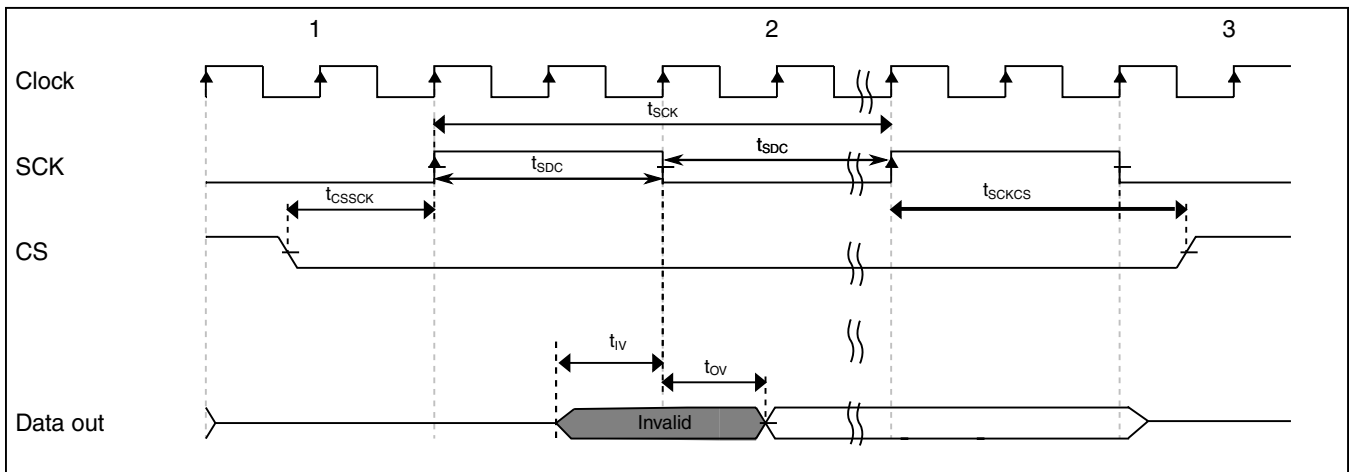 1 2 3
Clock
tSCK
SCK
tSDC
tSDC
tCSSCK
tSCKCS
CS
tIV
tOV
Data out
Invalid